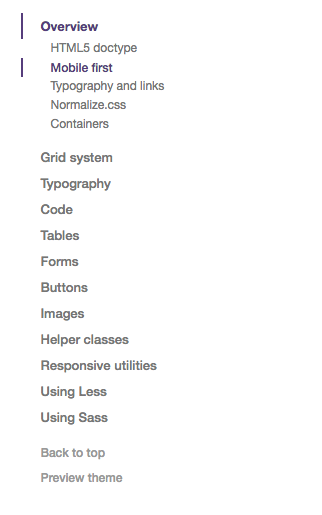 Overview
HTML5 doctype
Mobile first
Typography and links
Normalize.css
Containers
Grid system
Typography
Code
Tables
Forms
Buttons
Images
Helper classes
Responsive utilities
Using Less
Using Sass
Back to top
Preview theme